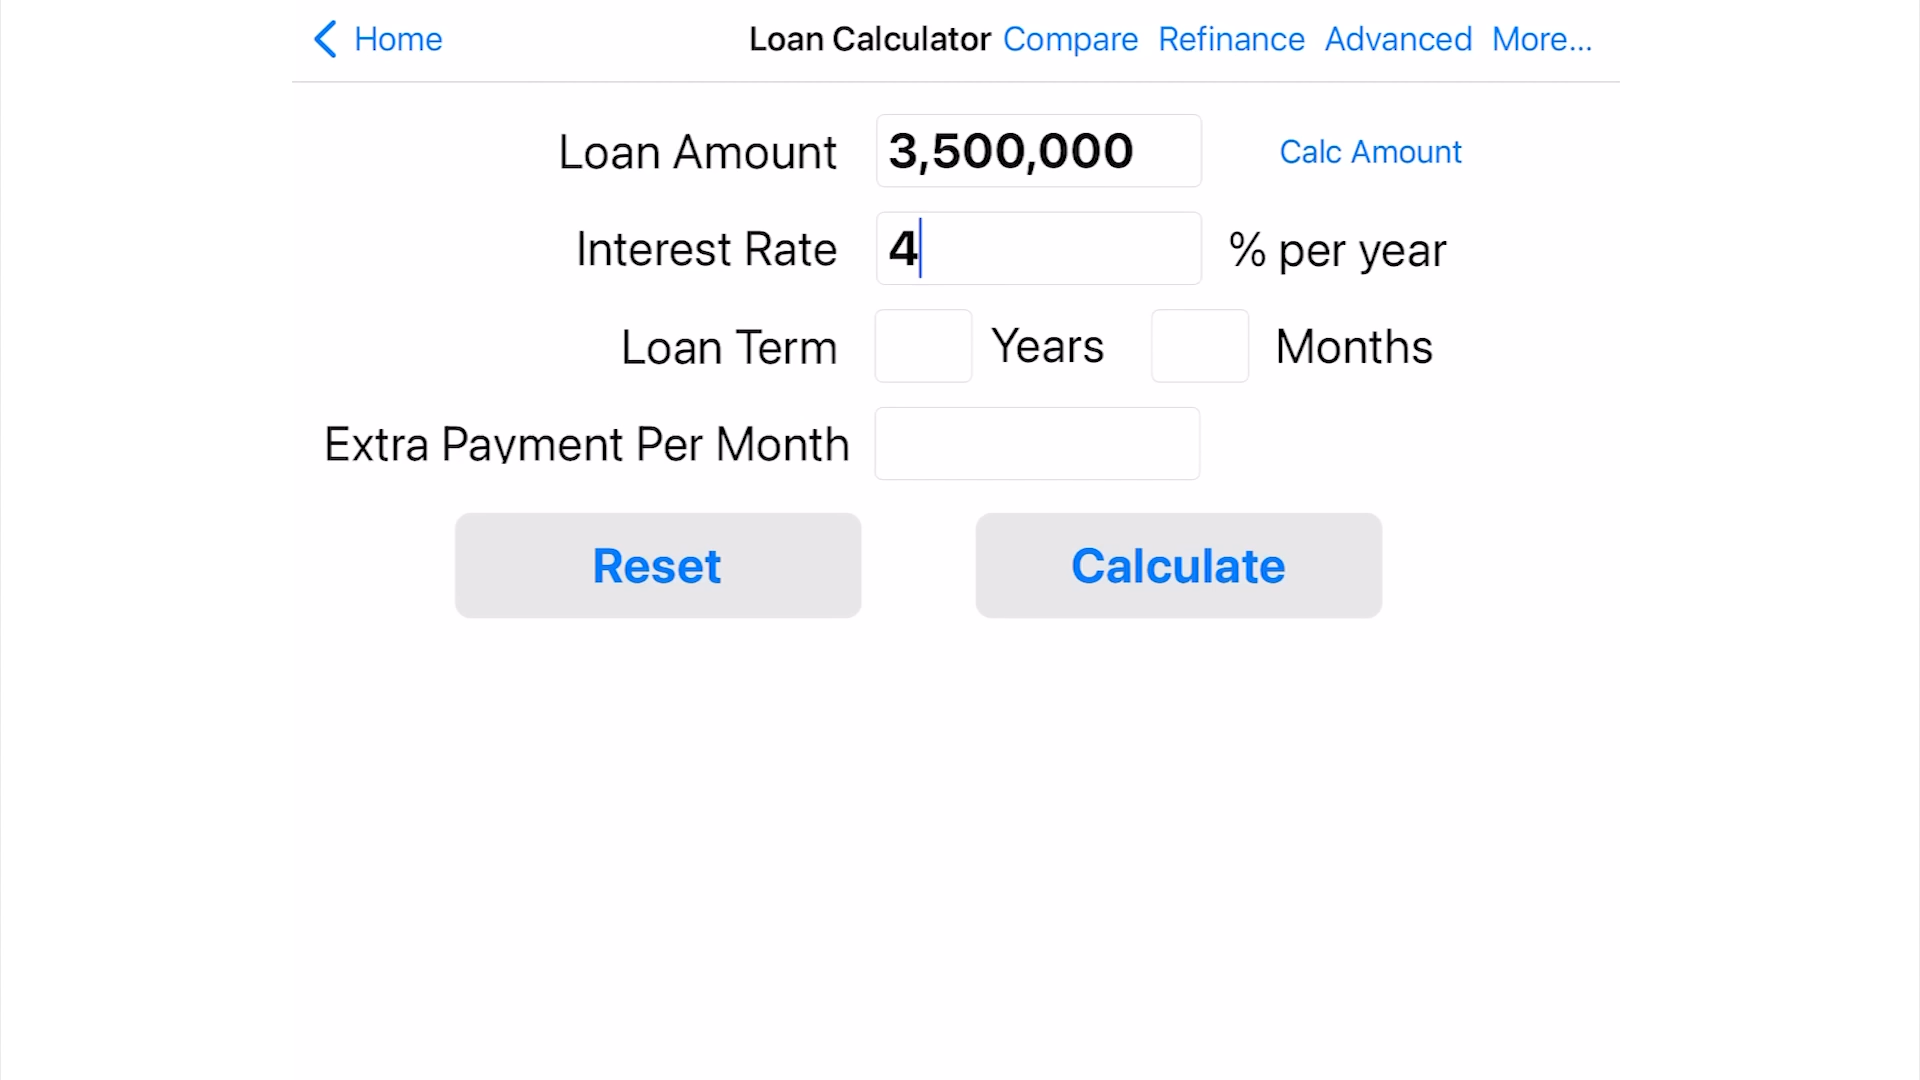 Home Loan Calculator Compare Refinance Advanced More...
Loan Amount 3,500,000 Calc Amount
Interest Rate 4 % per year
Loan Term Years Months
Extra Payment Per Month
Reset Calculate